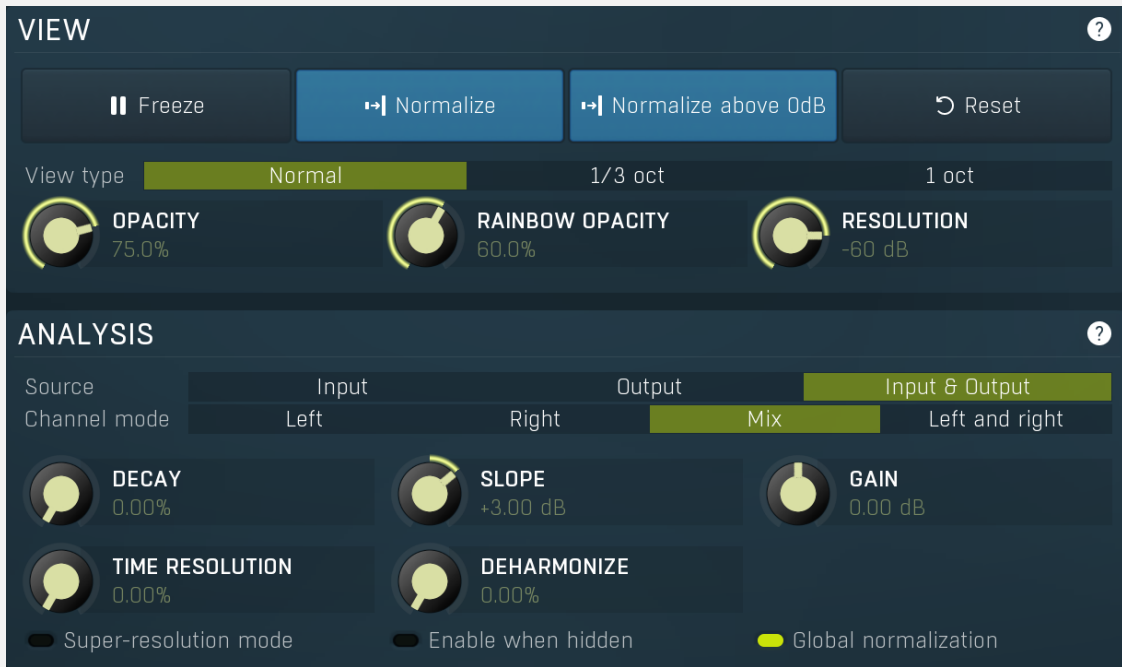 VIEW ?
Freeze Normalize Normalize above 0dB Reset
View type Normal 1/3 oct 1 oct
OPACITY RAINBOW OPACITY RESOLUTION
75.0% 60.0% -60 dB
ANALYSIS ?
Source Input Output Input & Output
Channel mode Left Right Mix Left and right
DECAY SLOPE GAIN
0.00% +3.00 dB 0.00 dB
TIME RESOLUTION DEHARMONIZE
0.00% 0.00%
Super-resolution mode Enable when hidden Global normalization